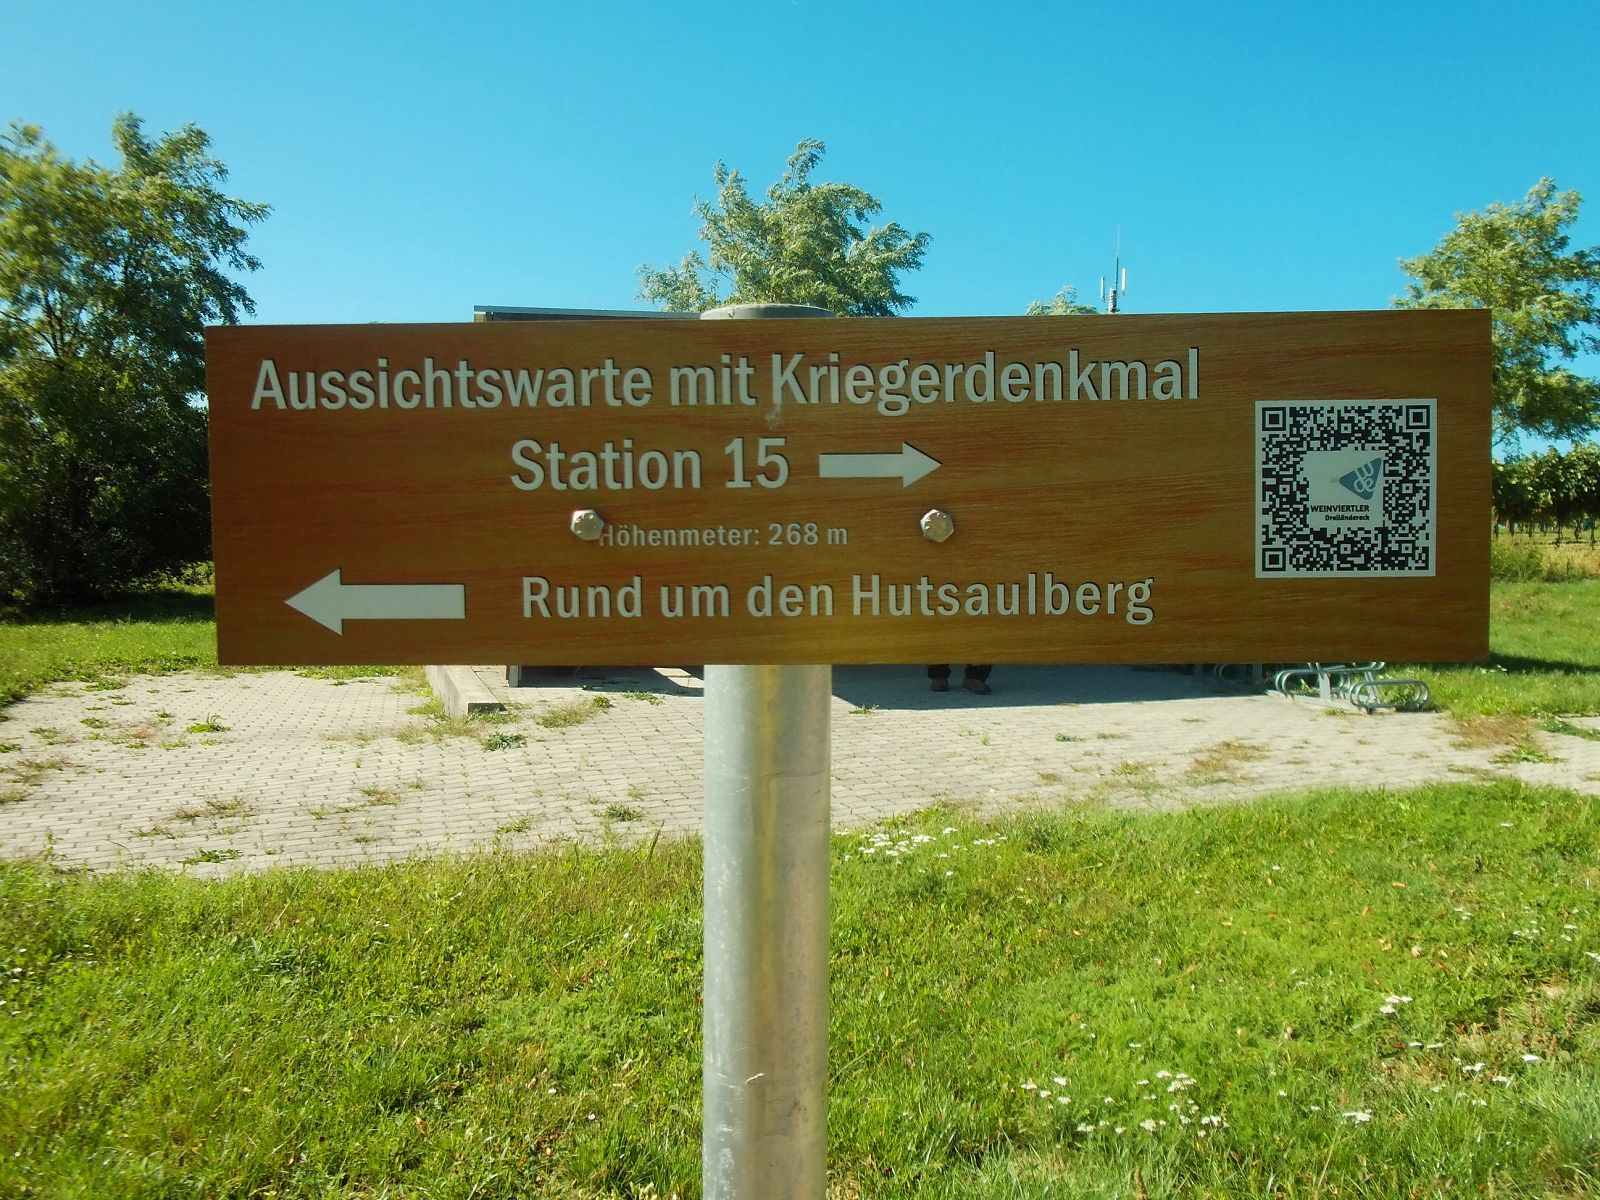 Aussichtswarte mit Kriegerdenkmal
Station 15
Höhenmeter: 268 m
Rund um den Hutsaulberg
WEINVIERTLER
Dreiländereck